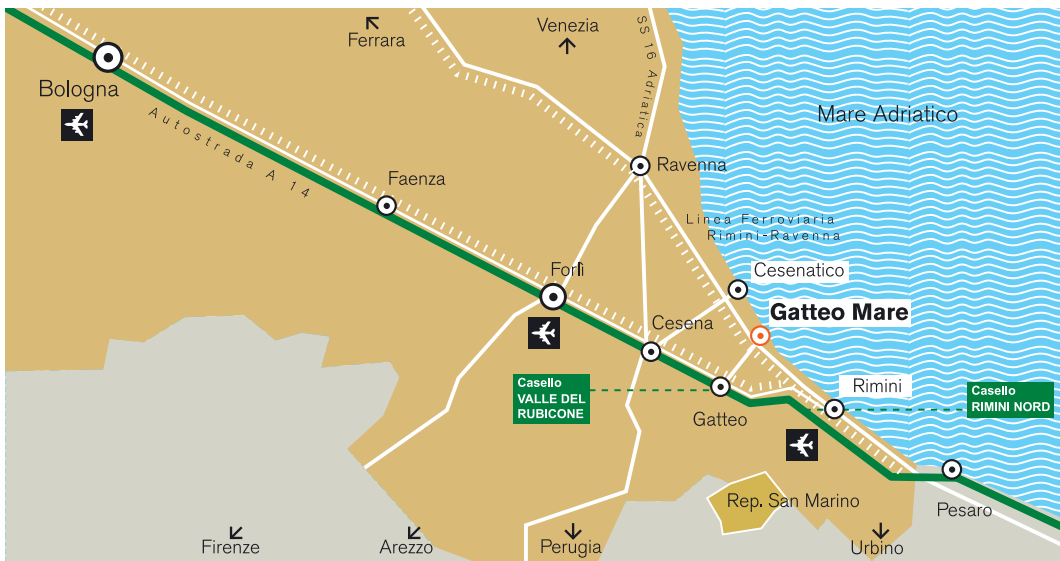 Ferrara
Venezia
SS 16 Adriatica
Bologna
Mare Adriatico
Autostrada A 14
Faenza
Ravenna
Linea Ferroviaria
Rimini-Ravenna
Forlì
Cesenatico
Gatteo Mare
Cesena
Casello
VALLE DEL
RUBICONE
Gatteo
Rimini
Casello
RIMINI NORD
Rep. San Marino
Pesaro
Firenze
Arezzo
Perugia
Urbino